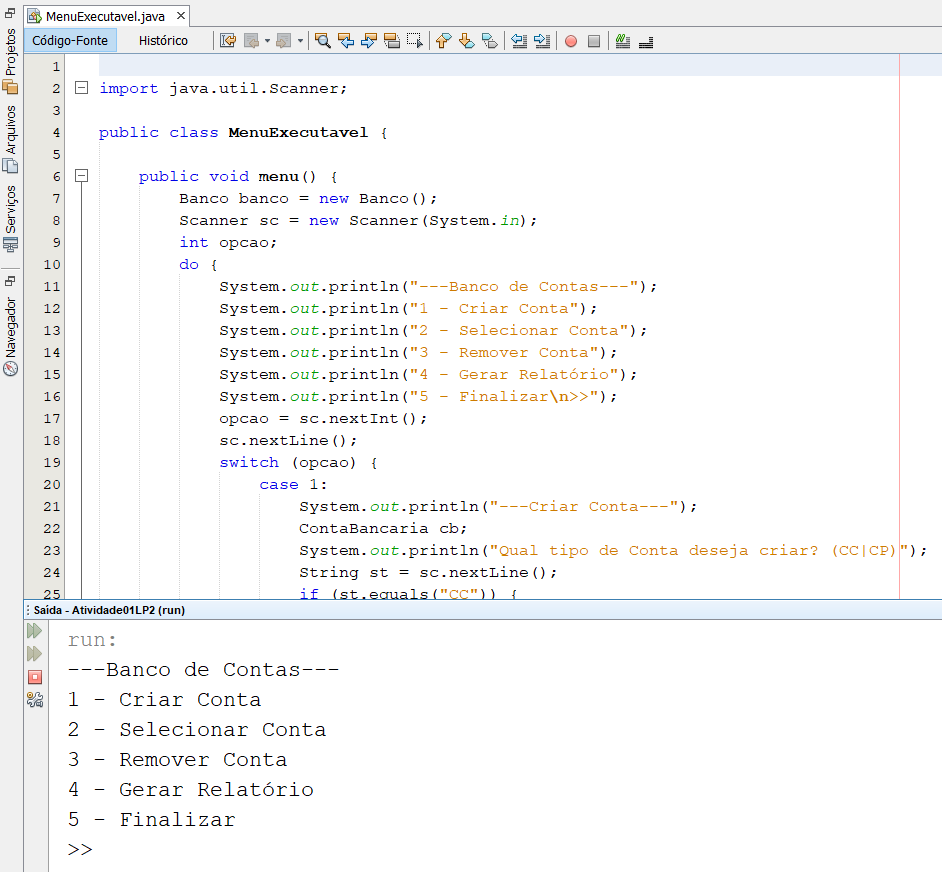 MenuExecutavel.java
Código-Fonte Histórico
Projetos
Arquivos
Serviços
Navegador
1
2 import java.util.Scanner;
3
4 public class MenuExecutavel {
5
6 public void menu() {
7 Banco banco = new Banco();
8 Scanner sc = new Scanner(System.in);
9 int opcao;
10 do {
11 System.out.println("---Banco de Contas---");
12 System.out.println("1 - Criar Conta");
13 System.out.println("2 - Selecionar Conta");
14 System.out.println("3 - Remover Conta");
15 System.out.println("4 - Gerar Relatório");
16 System.out.println("5 - Finalizar\n>>");
17 opcao = sc.nextInt();
18 sc.nextLine();
19 switch (opcao) {
20 case 1:
21 System.out.println("---Criar Conta---");
22 ContaBancaria cb;
23 System.out.println("Qual tipo de Conta deseja criar? (CC|CP)");
24 String st = sc.nextLine();
25 if (st.equals("CC")) {
Saída - Atividade01LP2 (run)
run:
---Banco de Contas---
1 - Criar Conta
2 - Selecionar Conta
3 - Remover Conta
4 - Gerar Relatório
5 - Finalizar
>>